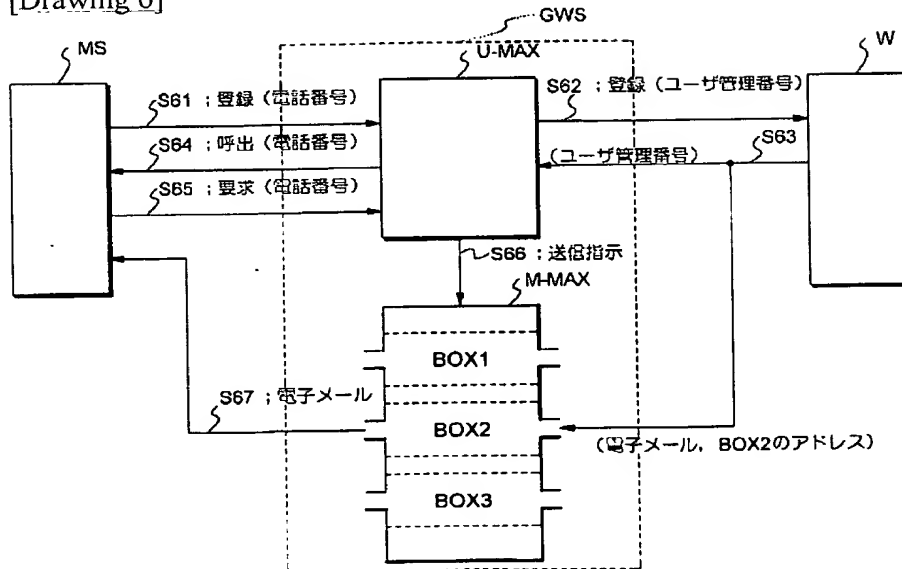 [Drawing 6]
GWS
MS
U-MAX
W
S61 ; 登録（電話番号）
S62 ; 登録（ユーザ管理番号）
S64 ; 呼出（電話番号）
（ユーザ管理番号）
S63
S65 ; 要求（電話番号）
S66 ; 送信指示
M-MAX
BOX1
S67 ; 電子メール
BOX2
（電子メール，BOX2のアドレス）
BOX3